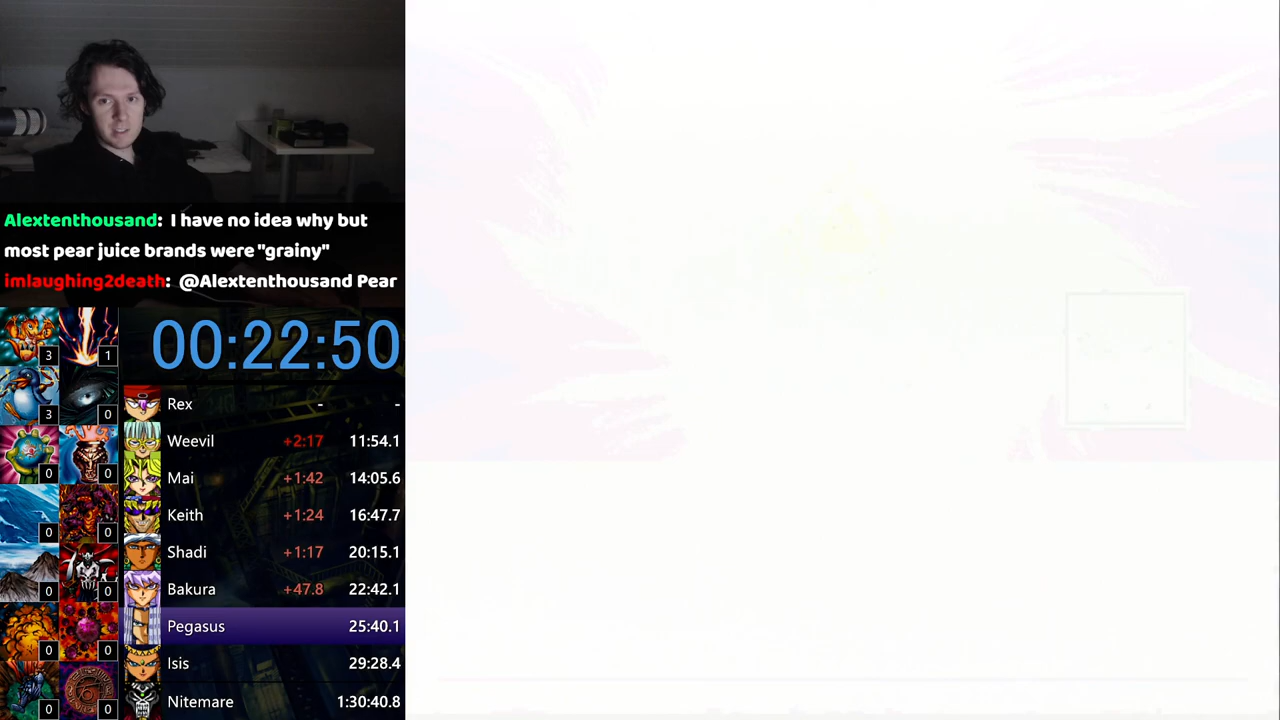 Alextenthousand: I have no idea why but
most pear juice brands were "grainy"
imlaughing2death: @Alextenthousand Pear
3 1
00:22:50
3 0
Rex - -
Weevil +2:17 11:54.1
0 0
Mai +1:42 14:05.6
Keith +1:24 16:47.7
0 0
Shadi +1:17 20:15.1
0 0
Bakura +47.8 22:42.1
Pegasus 25:40.1
0 0
Isis 29:28.4
Nitemare 1:30:40.8
0 0